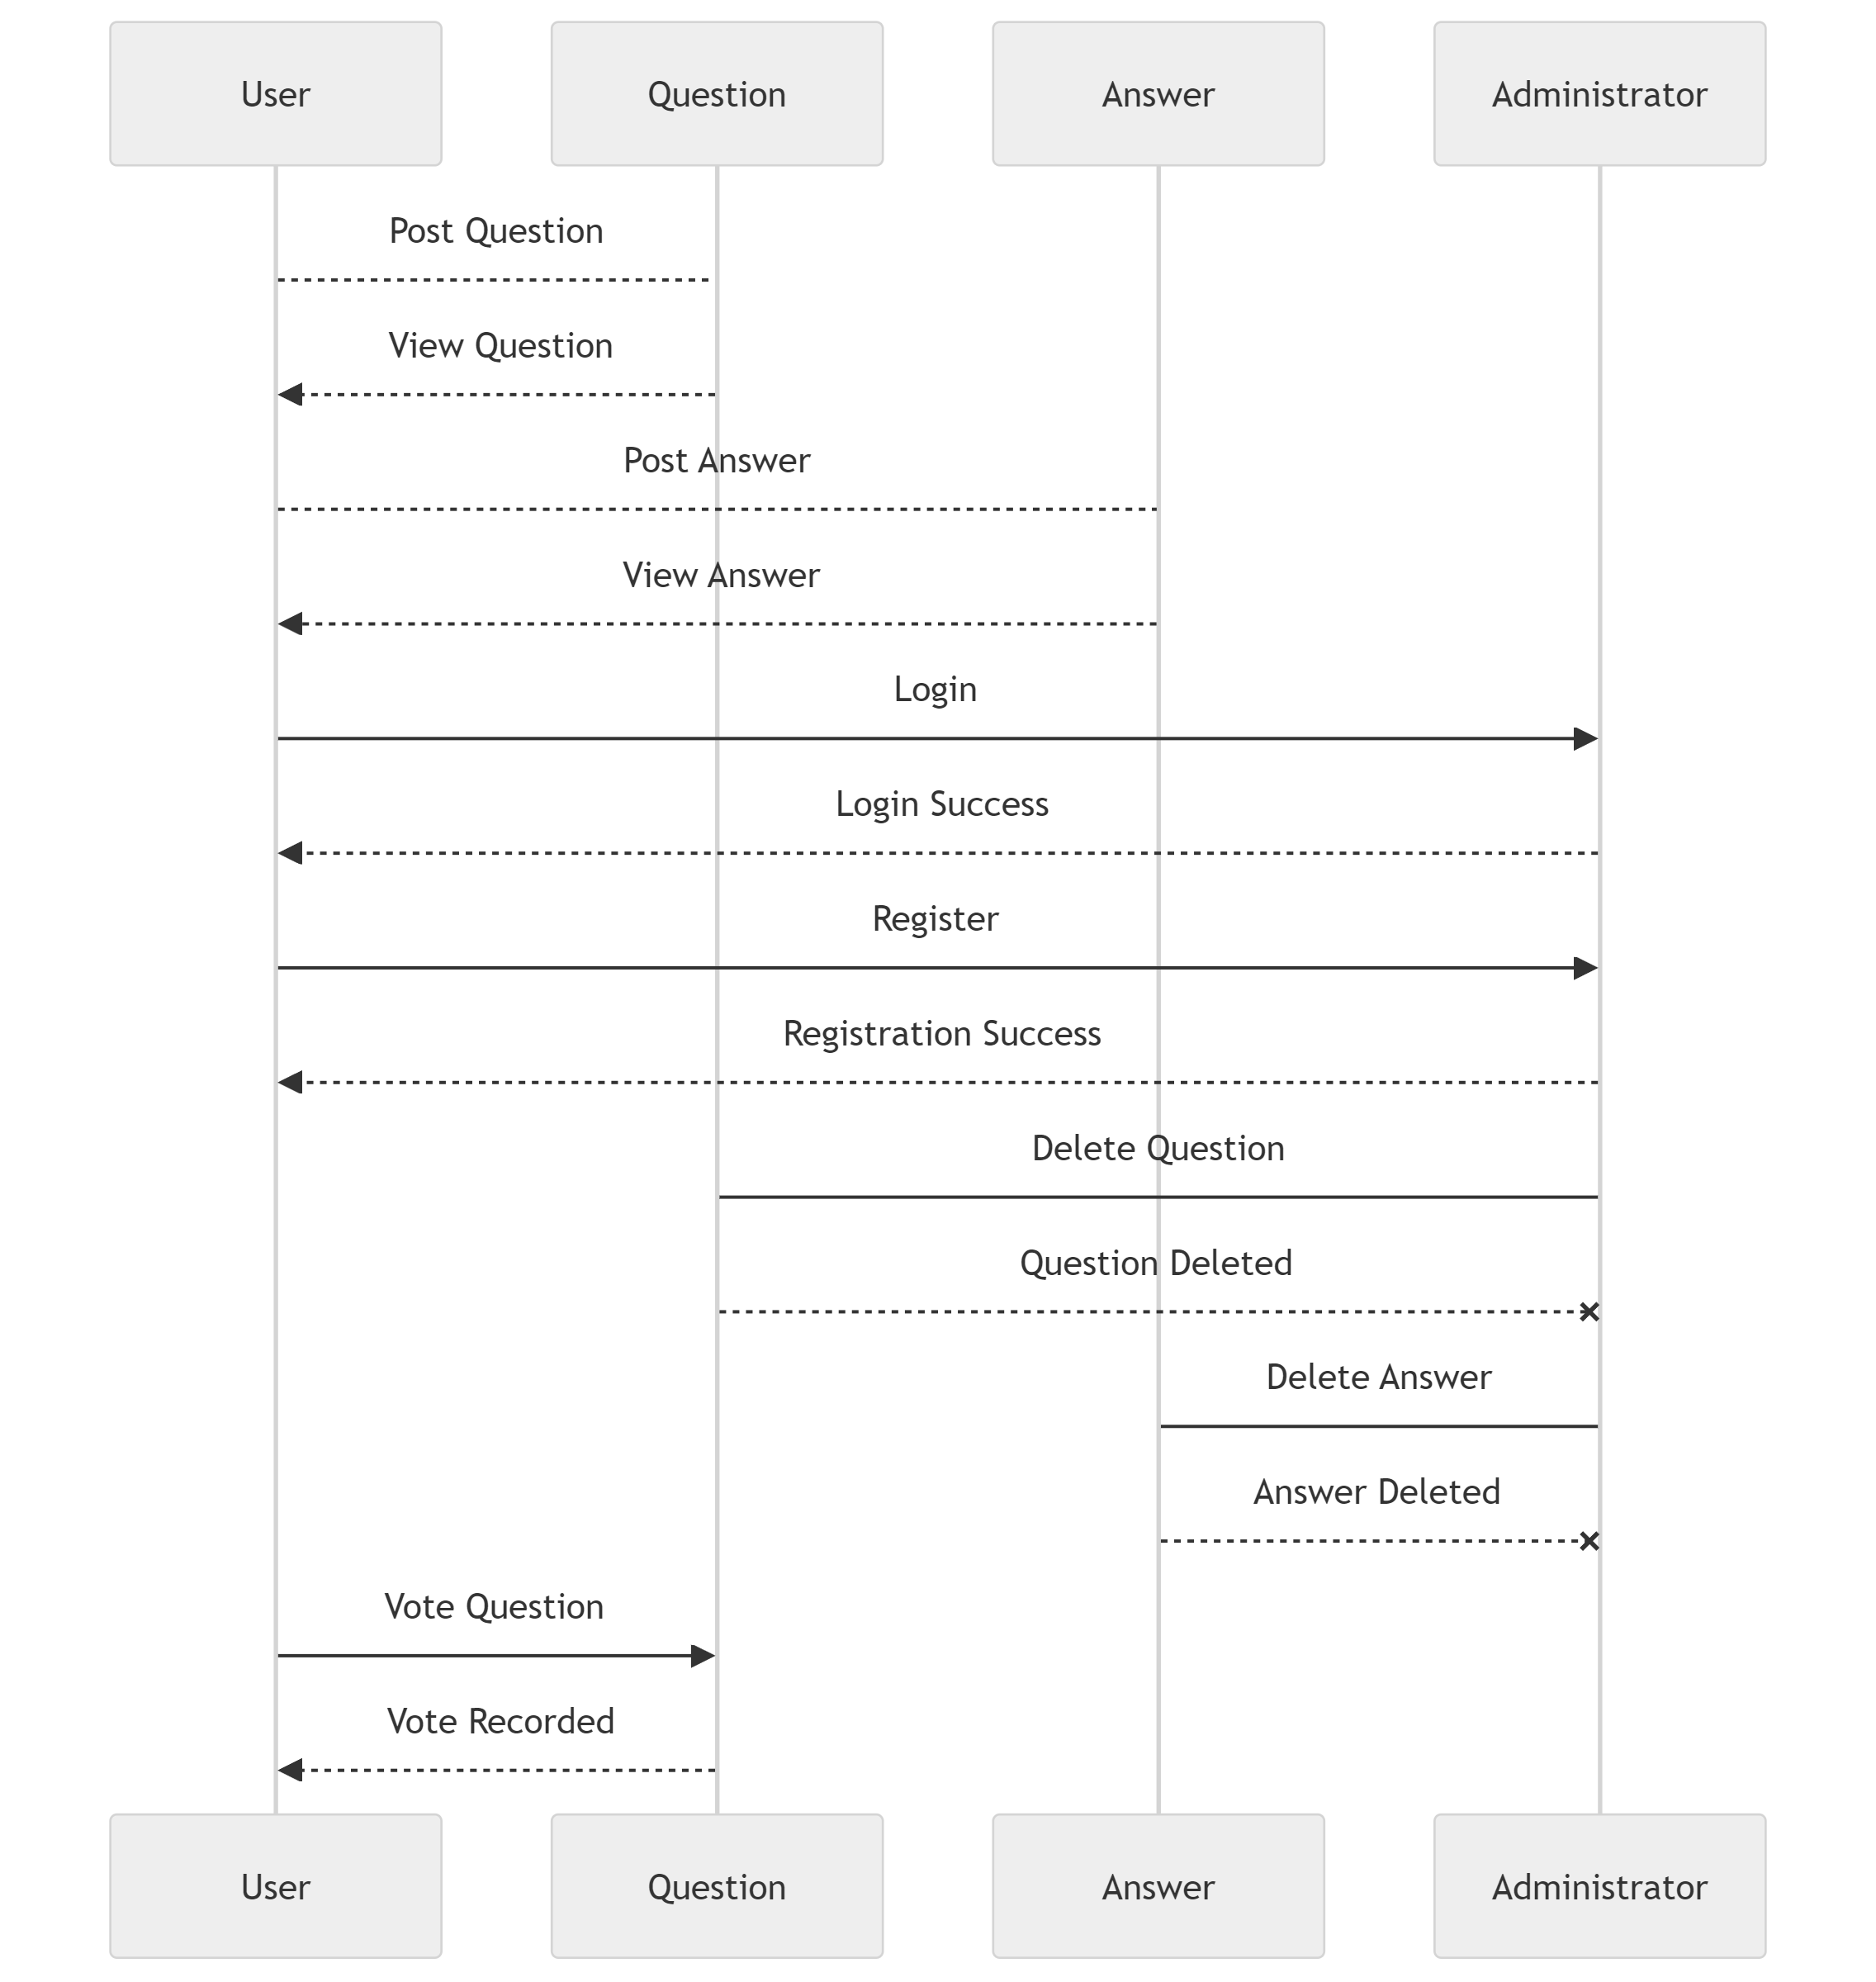 User
Question
Answer
Administrator
Post Question
View Question
Post Answer
View Answer
Login
Login Success
Register
Registration Success
Delete Question
Question Deleted
Delete Answer
Answer Deleted
Vote Question
Vote Recorded
User
Question
Answer
Administrator